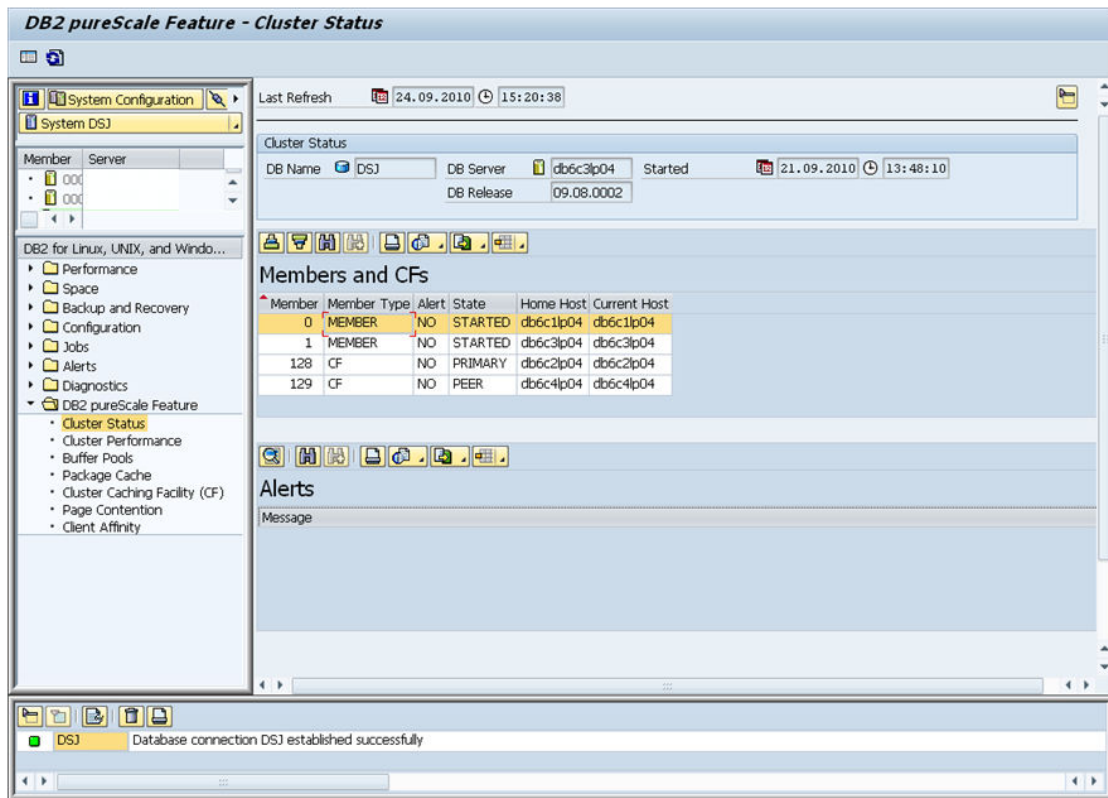 DB2 pureScale Feature - Cluster Status
System Configuration
System DSJ
Member Server
000
000
DB2 for Linux, UNIX, and Windo...
Performance
Space
Backup and Recovery
Configuration
Jobs
Alerts
Diagnostics
DB2 pureScale Feature
Cluster Status
Cluster Performance
Buffer Pools
Package Cache
Cluster Caching Facility (CF)
Page Contention
Client Affinity
Last Refresh 24.09.2010 15:20:38
Cluster Status
DB Name DSJ DB Server db6c3lp04 Started 21.09.2010 13:48:10
DB Release 09.08.0002
Members and CFs
Member Member Type Alert State Home Host Current Host
0 MEMBER NO STARTED db6c1lp04 db6c1lp04
1 MEMBER NO STARTED db6c3lp04 db6c3lp04
128 CF NO PRIMARY db6c2lp04 db6c2lp04
129 CF NO PEER db6c4lp04 db6c4lp04
Alerts
Message
DSJ Database connection DSJ established successfully